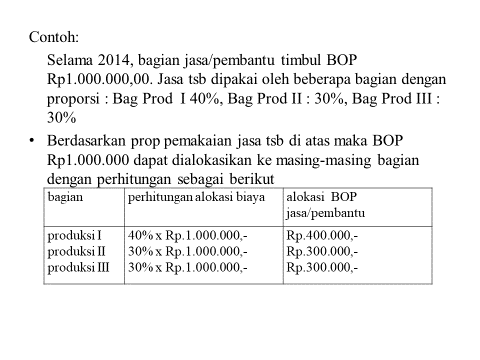 Contoh:
Selama 2014, bagian jasa/pembantu timbul BOP
Rp1.000.000,00. Jasa tsb dipakai oleh beberapa bagian dengan
proporsi : Bag Prod I 40%, Bag Prod II : 30%, Bag Prod III :
30%
• Berdasarkan prop pemakaian jasa tsb di atas maka BOP
Rp1.000.000 dapat dialokasikan ke masing-masing bagian
dengan perhitungan sebagai berikut
bagian perhitungan alokasi biaya alokasi BOP
jasa/pembantu
produksi I 40% x Rp.1.000.000,- Rp.400.000,-
produksi II 30% x Rp.1.000.000,- Rp.300.000,-
produksi III 30% x Rp.1.000.000,- Rp.300.000,-